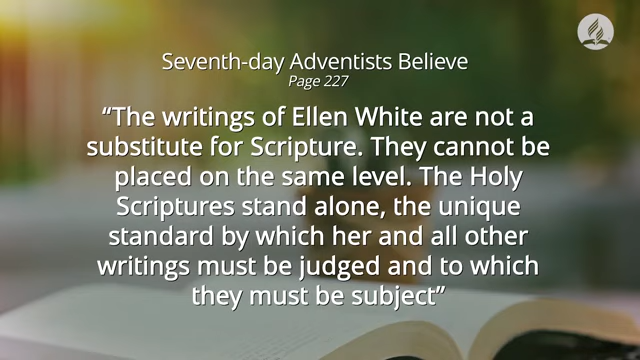 Seventh-day Adventists Believe
Page 227
“The writings of Ellen White are not a
substitute for Scripture. They cannot be
placed on the same level. The Holy
Scriptures stand alone, the unique
standard by which her and all other
writings must be judged and to which
they must be subject”